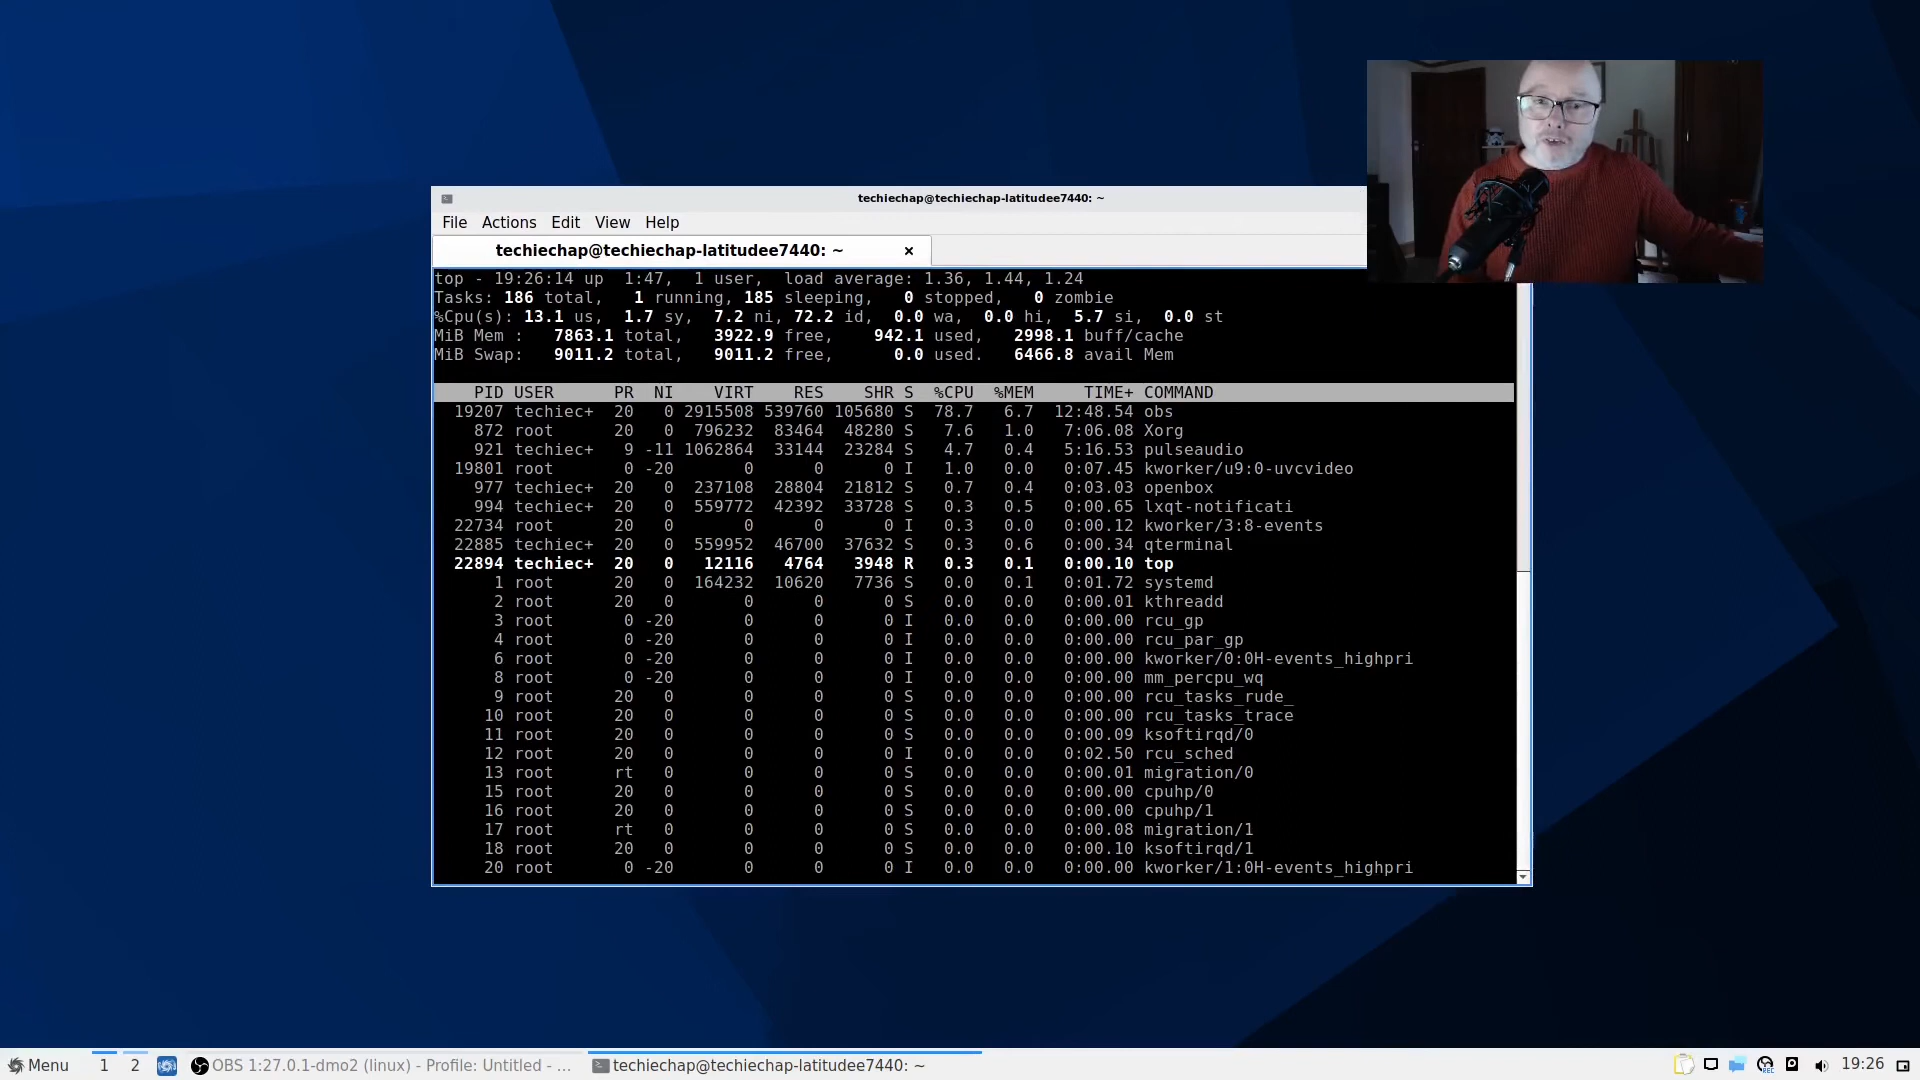 techiechap@techiechap-latitudee7440: ~
File Actions Edit View Help
techiechap@techiechap-latitudee7440: ~ ×
top - 19:26:14 up  1:47,  1 user,  load average: 1.36, 1.44, 1.24
Tasks: 186 total,   1 running, 185 sleeping,   0 stopped,   0 zombie
%Cpu(s): 13.1 us,  1.7 sy,  7.2 ni, 72.2 id,  0.0 wa,  0.0 hi,  5.7 si,  0.0 st
MiB Mem :   7863.1 total,   3922.9 free,    942.1 used,   2998.1 buff/cache
MiB Swap:   9011.2 total,   9011.2 free,      0.0 used.   6466.8 avail Mem
PID USER PR NI VIRT RES SHR S %CPU %MEM TIME+ COMMAND
19207 techiec+ 20 0 2915508 539760 105680 S 78.7 6.7 12:48.54 obs
872 root 20 0 796232 83464 48280 S 7.6 1.0 7:06.08 Xorg
921 techiec+ 9 -11 1062864 33144 23284 S 4.7 0.4 5:16.53 pulseaudio
19801 root 0 -20 0 0 0 I 1.0 0.0 0:07.45 kworker/u9:0-uvcvideo
977 techiec+ 20 0 237108 28804 21812 S 0.7 0.4 0:03.03 openbox
994 techiec+ 20 0 559772 42392 33728 S 0.3 0.5 0:00.65 lxqt-notificati
22734 root 20 0 0 0 0 I 0.3 0.0 0:00.12 kworker/3:8-events
22885 techiec+ 20 0 559952 46700 37632 S 0.3 0.6 0:00.34 qterminal
22894 techiec+ 20 0 12116 4764 3948 R 0.3 0.1 0:00.10 top
1 root 20 0 164232 10620 7736 S 0.0 0.1 0:01.72 systemd
2 root 20 0 0 0 0 S 0.0 0.0 0:00.01 kthreadd
3 root 0 -20 0 0 0 I 0.0 0.0 0:00.00 rcu_gp
4 root 0 -20 0 0 0 I 0.0 0.0 0:00.00 rcu_par_gp
6 root 0 -20 0 0 0 I 0.0 0.0 0:00.00 kworker/0:0H-events_highpri
8 root 0 -20 0 0 0 I 0.0 0.0 0:00.00 mm_percpu_wq
9 root 20 0 0 0 0 S 0.0 0.0 0:00.00 rcu_tasks_rude_
10 root 20 0 0 0 0 S 0.0 0.0 0:00.00 rcu_tasks_trace
11 root 20 0 0 0 0 S 0.0 0.0 0:00.09 ksoftirqd/0
12 root 20 0 0 0 0 I 0.0 0.0 0:02.50 rcu_sched
13 root rt 0 0 0 0 S 0.0 0.0 0:00.01 migration/0
15 root 20 0 0 0 0 S 0.0 0.0 0:00.00 cpuhp/0
16 root 20 0 0 0 0 S 0.0 0.0 0:00.00 cpuhp/1
17 root rt 0 0 0 0 S 0.0 0.0 0:00.08 migration/1
18 root 20 0 0 0 0 S 0.0 0.0 0:00.10 ksoftirqd/1
20 root 0 -20 0 0 0 I 0.0 0.0 0:00.00 kworker/1:0H-events_highpri
Menu 1 2 OBS 1:27.0.1-dmo2 (linux) - Profile: Untitled - ... techiechap@techiechap-latitudee7440: ~ REC 19:26